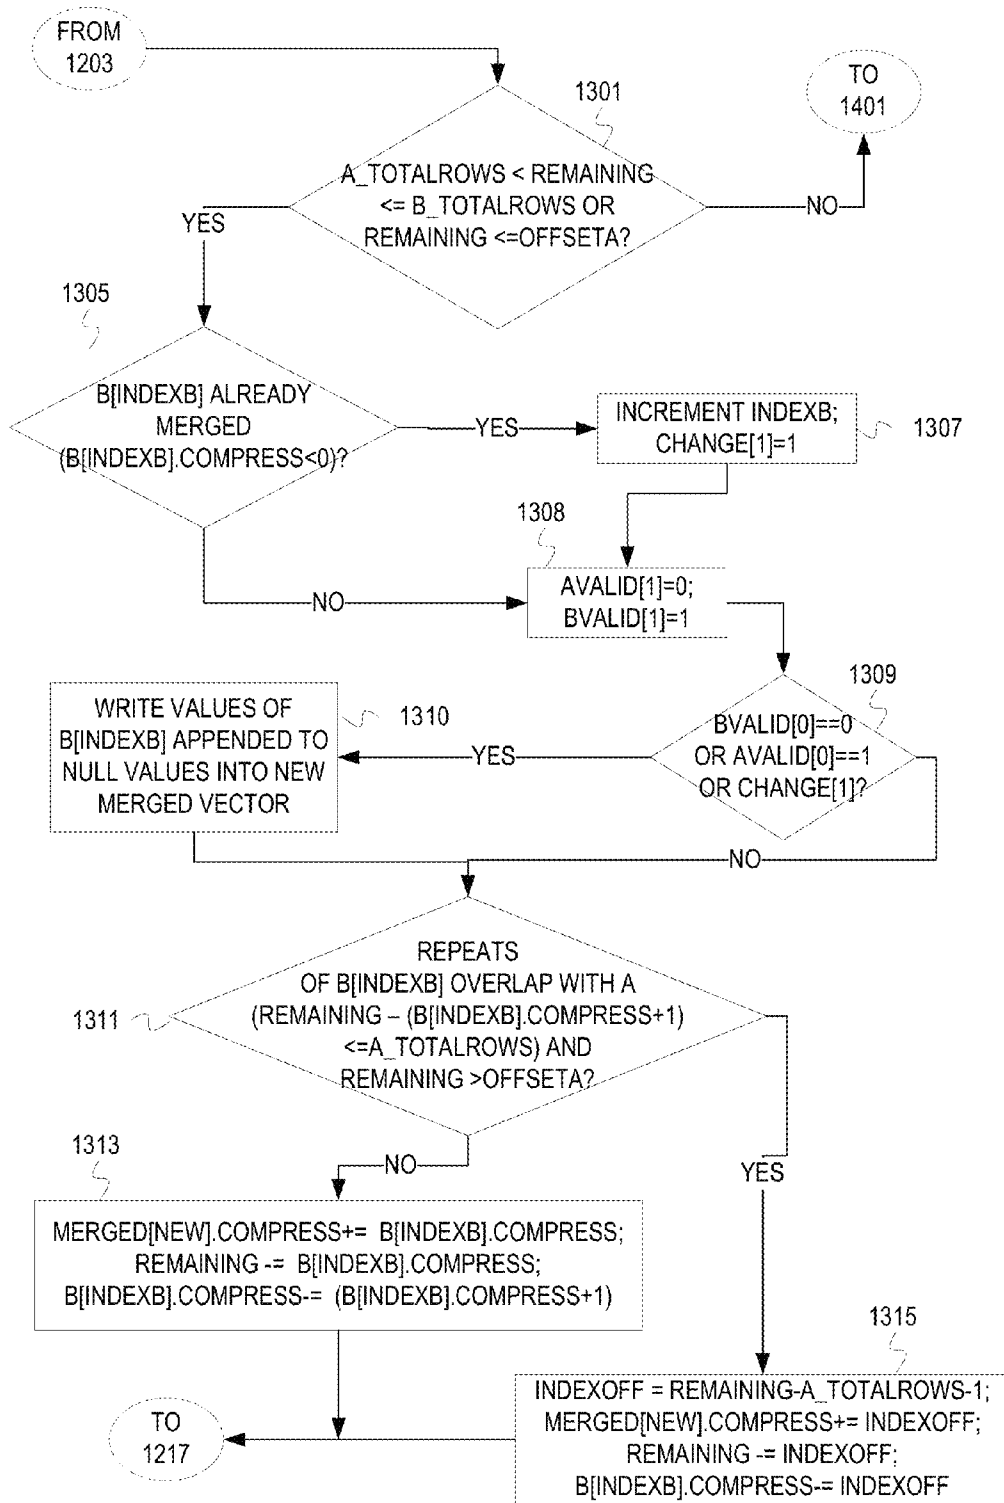 FROM
1203
TO
1401
1301
A_TOTALROWS < REMAINING
<= B_TOTALROWS OR
REMAINING <=OFFSETA?
NO
YES
1305
B[INDEXB] ALREADY
MERGED
(B[INDEXB].COMPRESS<0)?
YES
INCREMENT INDEXB;
CHANGE[1]=1
1307
1308
NO
AVALID[1]=0;
BVALID[1]=1
1309
BVALID[0]==0
OR AVALID[0]==1
OR CHANGE[1]?
YES
WRITE VALUES OF
B[INDEXB] APPENDED TO
NULL VALUES INTO NEW
MERGED VECTOR
1310
NO
1311
REPEATS
OF B[INDEXB] OVERLAP WITH A
(REMAINING – (B[INDEXB].COMPRESS+1)
<=A_TOTALROWS) AND
REMAINING >OFFSETA?
NO
YES
1313
MERGED[NEW].COMPRESS+= B[INDEXB].COMPRESS;
REMAINING -= B[INDEXB].COMPRESS;
B[INDEXB].COMPRESS-= (B[INDEXB].COMPRESS+1)
1315
INDEXOFF = REMAINING-A_TOTALROWS-1;
MERGED[NEW].COMPRESS+= INDEXOFF;
REMAINING -= INDEXOFF;
B[INDEXB].COMPRESS-= INDEXOFF
TO
1217